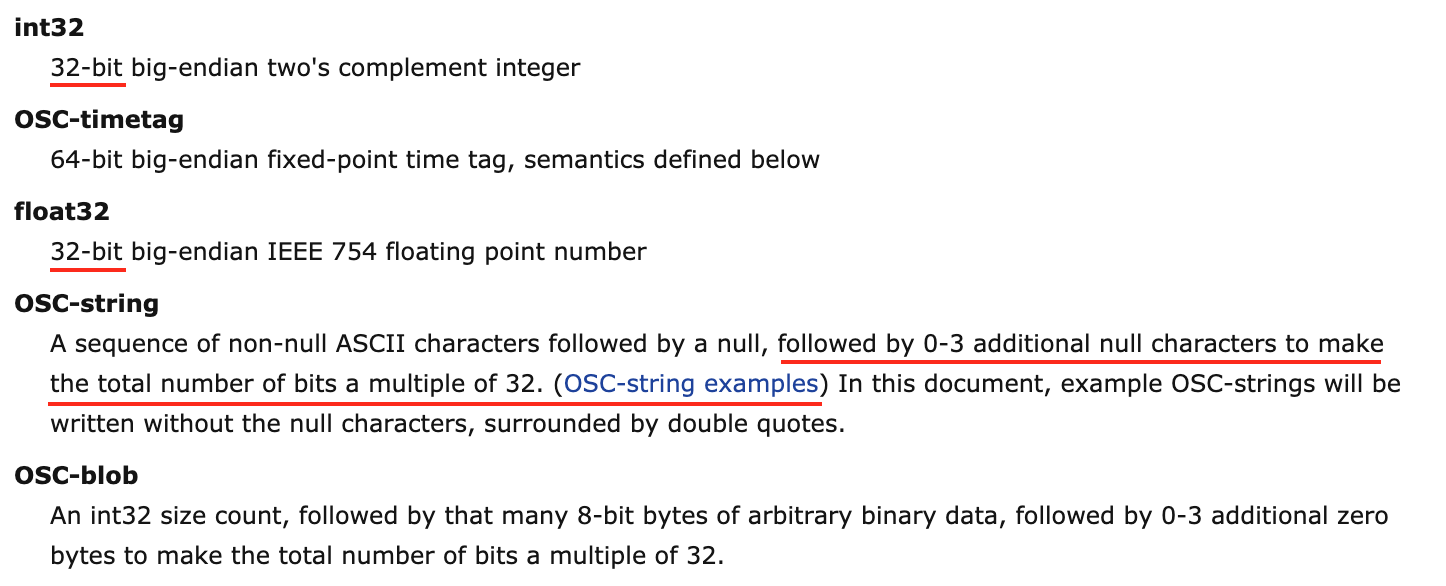 int32
32-bit big-endian two's complement integer
OSC-timetag
64-bit big-endian fixed-point time tag, semantics defined below
float32
32-bit big-endian IEEE 754 floating point number
OSC-string
A sequence of non-null ASCII characters followed by a null, followed by 0-3 additional null characters to make
the total number of bits a multiple of 32. (OSC-string examples) In this document, example OSC-strings will be
written without the null characters, surrounded by double quotes.
OSC-blob
An int32 size count, followed by that many 8-bit bytes of arbitrary binary data, followed by 0-3 additional zero
bytes to make the total number of bits a multiple of 32.